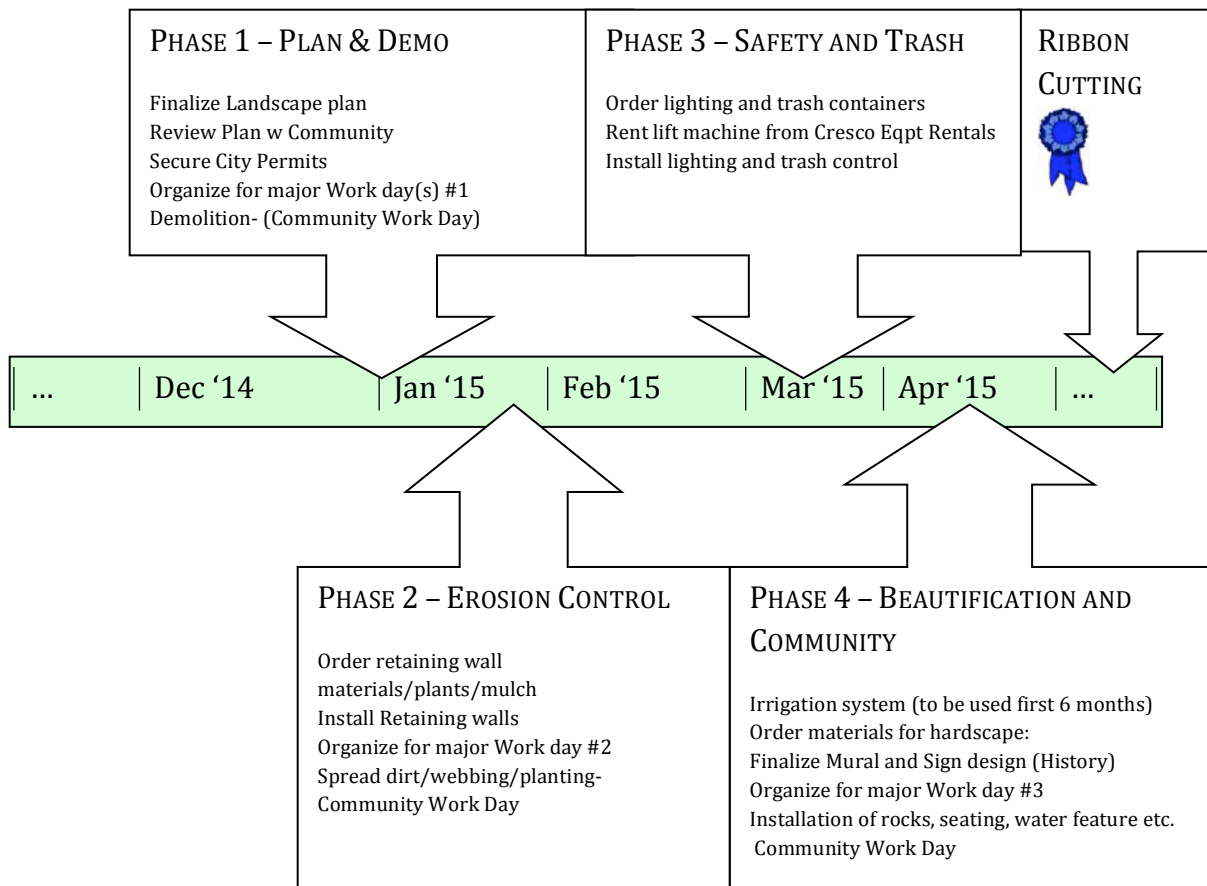 PHASE 1 – PLAN & DEMO
Finalize Landscape plan
Review Plan w Community
Secure City Permits
Organize for major Work day(s) #1
Demolition- (Community Work Day)
PHASE 3 – SAFETY AND TRASH
Order lighting and trash containers
Rent lift machine from Cresco Eqpt Rentals
Install lighting and trash control
RIBBON
CUTTING
... Dec ‘14 Jan ‘15 Feb ‘15 Mar ‘15 Apr ‘15 ...
PHASE 2 – EROSION CONTROL
Order retaining wall
materials/plants/mulch
Install Retaining walls
Organize for major Work day #2
Spread dirt/webbing/planting-
Community Work Day
PHASE 4 – BEAUTIFICATION AND
COMMUNITY
Irrigation system (to be used first 6 months)
Order materials for hardscape:
Finalize Mural and Sign design (History)
Organize for major Work day #3
Installation of rocks, seating, water feature etc.
Community Work Day